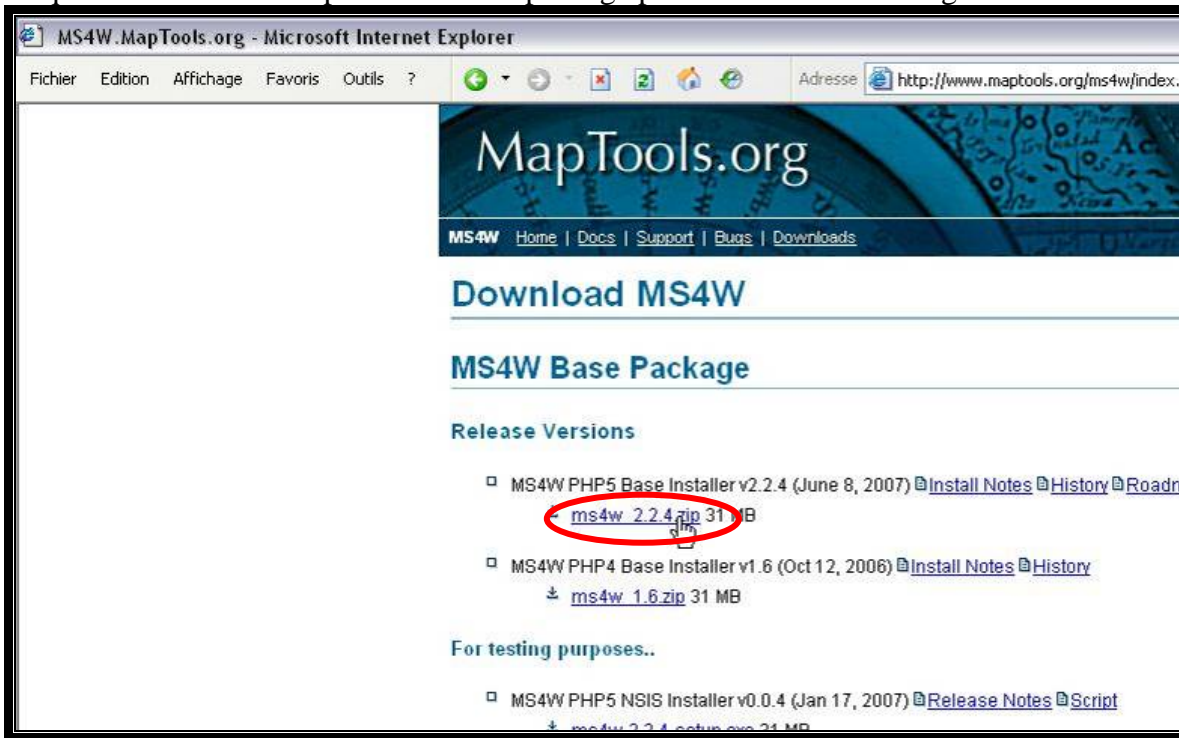 MS4W.MapTools.org - Microsoft Internet Explorer
Fichier Edition Affichage Favoris Outils ? Adresse http://www.maptools.org/ms4w/index.
MapTools.org
MS4W Home | Docs | Support | Bugs | Downloads
Download MS4W
MS4W Base Package
Release Versions
MS4W PHP5 Base Installer v2.2.4 (June 8, 2007) Install Notes History
ms4w_2.2.4.zip 31 MB
MS4W PHP4 Base Installer v1.6 (Oct 12, 2006) Install Notes History
ms4w_1.6.zip 31 MB
For testing purposes..
MS4W PHP5 NSIS Installer v0.0.4 (Jan 17, 2007) Release Notes Script